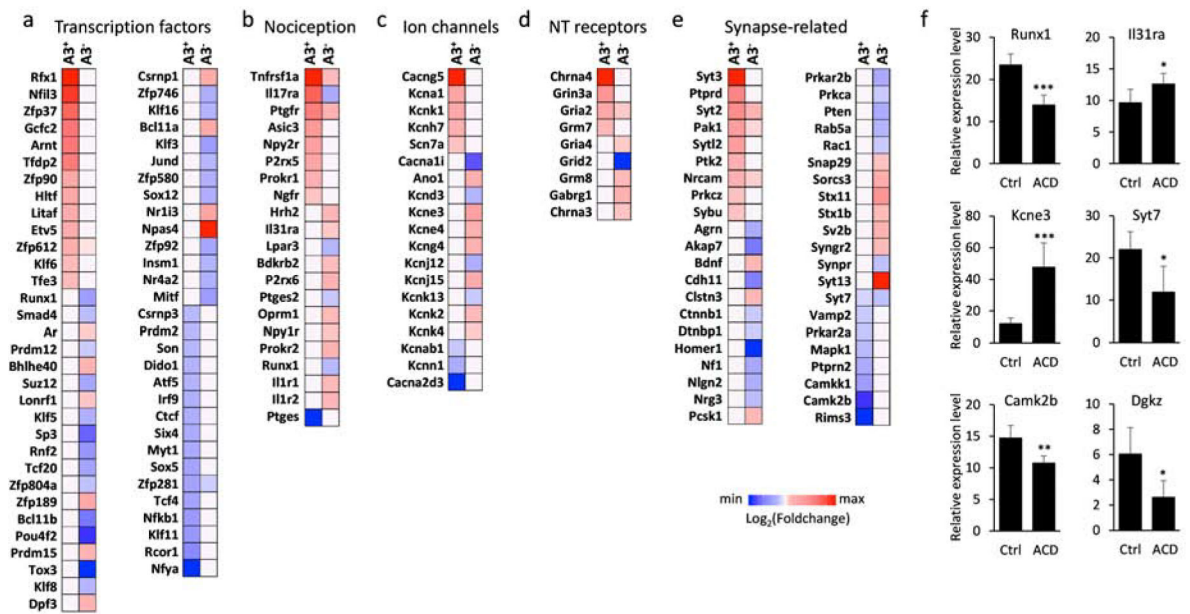 a Transcription factors
A3⁺ A3⁻
Rfx1
Nfil3
Zfp37
Gcfc2
Arnt
Tfdp2
Zfp90
Hltf
Litaf
Etv5
Zfp612
Klf6
Tfe3
Runx1
Smad4
Ar
Prdm12
Bhlhe40
Suz12
Lonrf1
Klf5
Sp3
Rnf2
Tcf20
Zfp804a
Zfp189
Bcl11b
Pou4f2
Prdm15
Tox3
Klf8
Dpf3
A3⁺ A3⁻
Csrnp1
Zfp746
Klf16
Bcl11a
Klf3
Jund
Zfp580
Sox12
Nr1i3
Npas4
Zfp92
Insm1
Nr4a2
Mitf
Csrnp3
Prdm2
Son
Dido1
Atf5
Irf9
Ctcf
Six4
Myt1
Sox5
Zfp281
Tcf4
Nfkb1
Klf11
Rcor1
Nfya
b Nociception
A3⁺ A3⁻
Tnfrsf1a
Il17ra
Ptgfr
Asic3
Npy2r
P2rx5
Prokr1
Ngfr
Hrh2
Il31ra
Lpar3
Bdkrb2
P2rx6
Ptges2
Oprm1
Npy1r
Prokr2
Runx1
Il1r1
Il1r2
Ptges
c Ion channels
A3⁺ A3⁻
Cacng5
Kcna1
Kcnk1
Kcnh7
Scn7a
Cacna1i
Ano1
Kcnd3
Kcne3
Kcne4
Kcng4
Kcnj12
Kcnj15
Kcnk13
Kcnk2
Kcnk4
Kcnab1
Kcnn1
Cacna2d3
d NT receptors
A3⁺ A3⁻
Chrna4
Grin3a
Gria2
Grm7
Gria4
Grid2
Grm8
Gabrg1
Chrna3
e Synapse-related
A3⁺ A3⁻
Syt3
Ptprd
Syt2
Pak1
Sytl2
Ptk2
Nrcam
Prkcz
Sybu
Agrn
Akap7
Bdnf
Cdh11
Clstn3
Ctnnb1
Dtnbp1
Homer1
Nf1
Nlgn2
Nrg3
Pcsk1
A3⁺ A3⁻
Prkar2b
Prkca
Pten
Rab5a
Rac1
Snap29
Sorcs3
Stx11
Stx1b
Sv2b
Syngr2
Synpr
Syt13
Syt7
Vamp2
Prkar2a
Mapk1
Ptprn2
Camkk1
Camk2b
Rims3
min max
Log₂(Foldchange)
f
Runx1
Relative expression level
30
20
10
0
***
Ctrl ACD
Il31ra
20
15
10
5
0
*
Ctrl ACD
Kcne3
Relative expression level
80
60
40
20
0
***
Ctrl ACD
Syt7
30
20
10
0
*
Ctrl ACD
Camk2b
Relative expression level
20
15
10
5
0
**
Ctrl ACD
Dgkz
10
8
6
4
2
0
*
Ctrl ACD